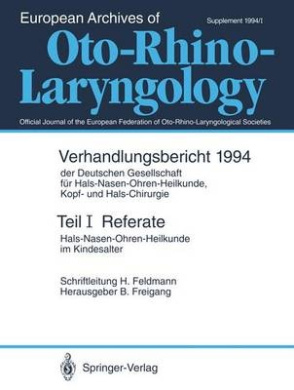 European Archives of
Supplement 1994/I
Oto-Rhino-
Laryngology
Official Journal of the European Federation of Oto-Rhino-Laryngological Societies
Verhandlungsbericht 1994
der Deutschen Gesellschaft
für Hals-Nasen-Ohren-Heilkunde,
Kopf- und Hals-Chirurgie
Teil I Referate
Hals-Nasen-Ohren-Heilkunde
im Kindesalter
Schriftleitung H. Feldmann
Herausgeber B. Freigang
Springer-Verlag